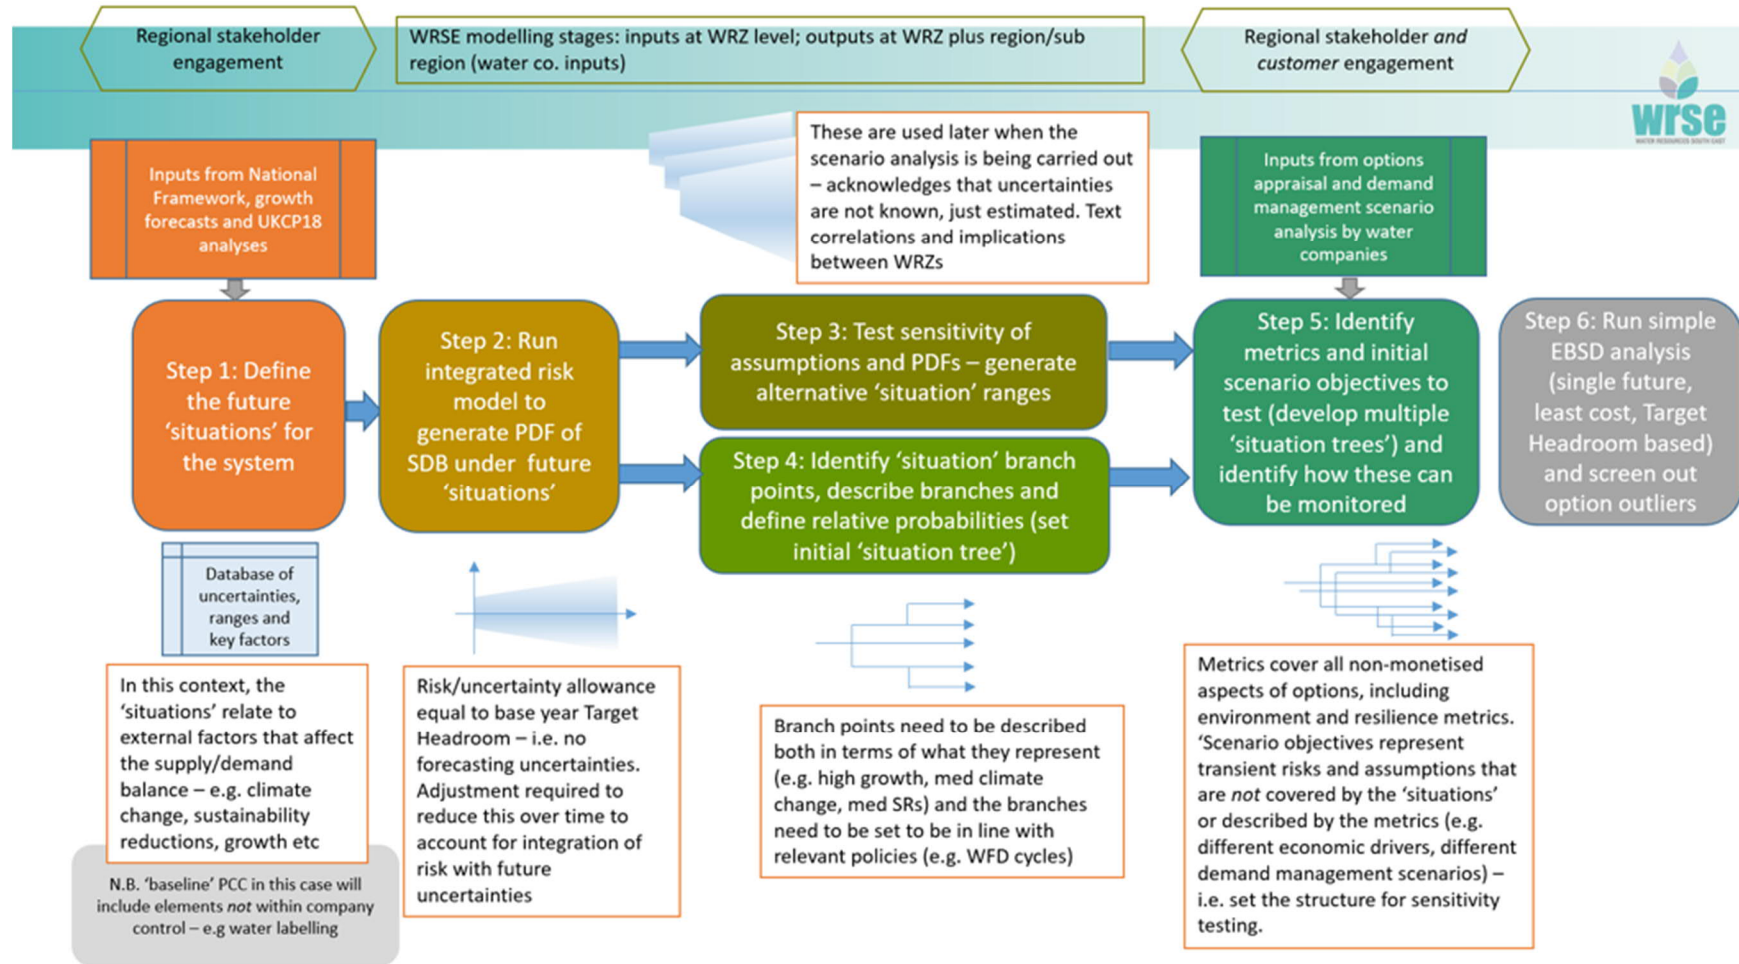 Regional stakeholder
engagement
WRSE modelling stages: inputs at WRZ level; outputs at WRZ plus region/sub
region (water co. inputs)
Regional stakeholder and
customer engagement
wrse
WATER RESOURCES SOUTH EAST
Inputs from National
Framework, growth
forecasts and UKCP18
analyses
These are used later when the
scenario analysis is being carried out
– acknowledges that uncertainties
are not known, just estimated. Text
correlations and implications
between WRZs
Inputs from options
appraisal and demand
management scenario
analysis by water
companies
Step 1: Define
the future
‘situations’ for
the system
Step 2: Run
integrated risk
model to
generate PDF of
SDB under future
‘situations’
Step 3: Test sensitivity of
assumptions and PDFs – generate
alternative ‘situation’ ranges
Step 4: Identify ‘situation’ branch
points, describe branches and
define relative probabilities (set
initial ‘situation tree’)
Step 5: Identify
metrics and initial
scenario objectives to
test (develop multiple
‘situation trees’) and
identify how these can
be monitored
Step 6: Run simple
EBSD analysis
(single future,
least cost, Target
Headroom based)
and screen out
option outliers
Database of
uncertainties,
ranges and
key factors
In this context, the
‘situations’ relate to
external factors that affect
the supply/demand
balance – e.g. climate
change, sustainability
reductions, growth etc
N.B. ‘baseline’ PCC in this case will
include elements not within company
control – e.g water labelling
Risk/uncertainty allowance
equal to base year Target
Headroom – i.e. no
forecasting uncertainties.
Adjustment required to
reduce this over time to
account for integration of
risk with future
uncertainties
Branch points need to be described
both in terms of what they represent
(e.g. high growth, med climate
change, med SRs) and the branches
need to be set to be in line with
relevant policies (e.g. WFD cycles)
Metrics cover all non-monetised
aspects of options, including
environment and resilience metrics.
‘Scenario objectives represent
transient risks and assumptions that
are not covered by the ‘situations’
or described by the metrics (e.g.
different economic drivers, different
demand management scenarios) –
i.e. set the structure for sensitivity
testing.